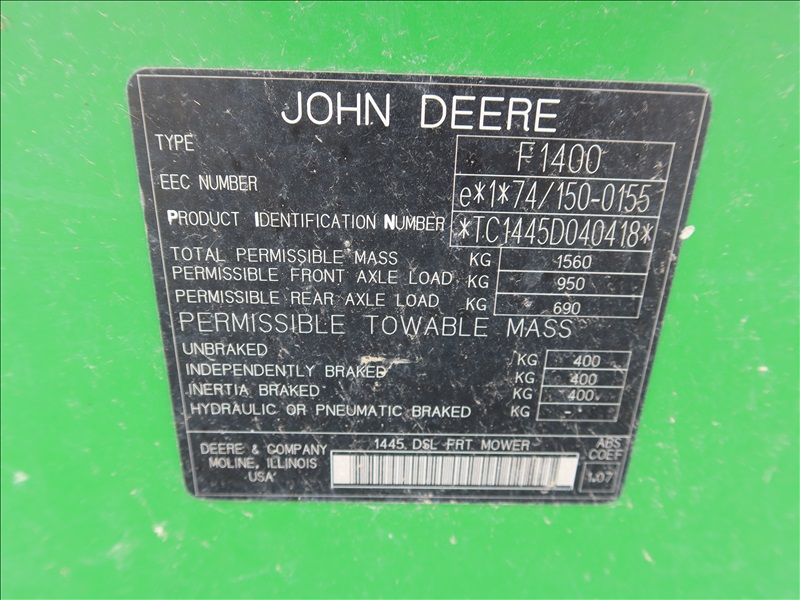 JOHN DEERE
TYPE F1400
EEC NUMBER e*1*74/150-0155
PRODUCT IDENTIFICATION NUMBER *TC1445D040418*
TOTAL PERMISSIBLE MASS KG 1560
PERMISSIBLE FRONT AXLE LOAD KG 950
PERMISSIBLE REAR AXLE LOAD KG 690
PERMISSIBLE TOWABLE MASS
UNBRAKED KG 400
INDEPENDENTLY BRAKED KG 400
INERTIA BRAKED KG 400
HYDRAULIC OR PNEUMATIC BRAKED KG -
DEERE & COMPANY 1445 DSL FRT MOWER ABS
MOLINE, ILLINOIS COEF
USA 1.07